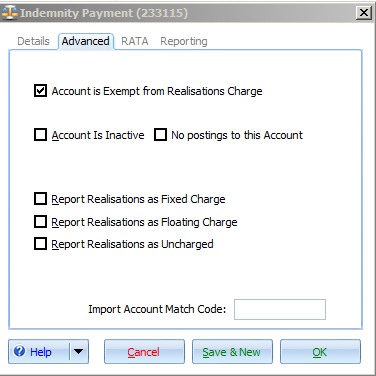 Indemnity Payment (233115)
Details Advanced RATA Reporting
Account is Exempt from Realisations Charge
Account Is Inactive No postings to this Account
Report Realisations as Fixed Charge
Report Realisations as Floating Charge
Report Realisations as Uncharged
Import Account Match Code:
Help Cancel Save & New OK